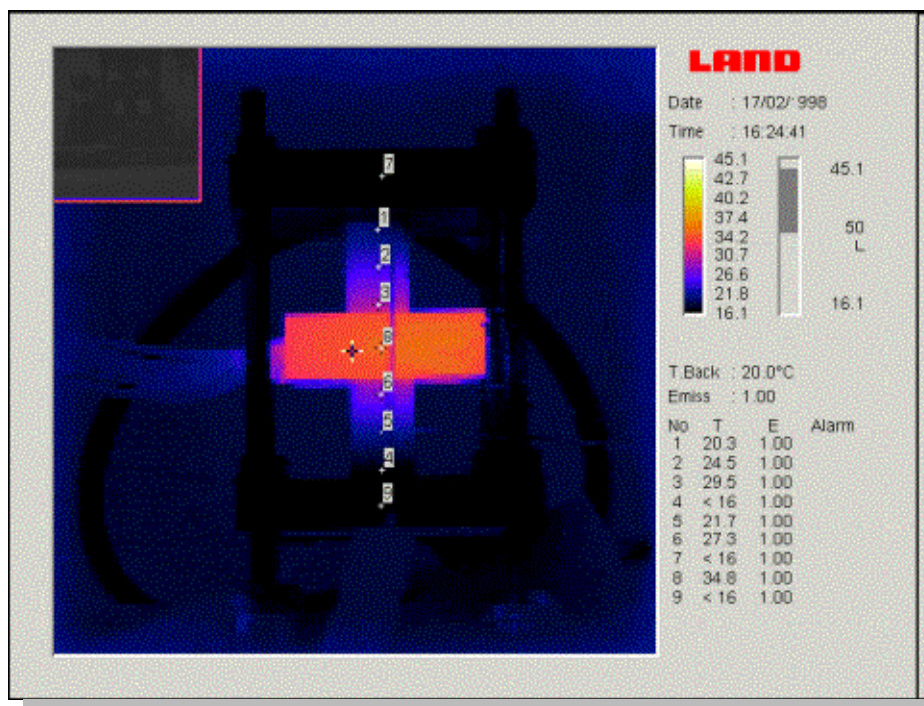 LAND
Date : 17/02/1998
Time : 16:24:41
45.1
42.7
40.2
37.4
34.2
30.7
26.6
21.8
16.1
45.1
50
L
16.1
T.Back : 20.0°C
Emiss : 1.00
No T E Alarm
1 20.3 1.00
2 24.5 1.00
3 29.5 1.00
4 < 16 1.00
5 21.7 1.00
6 27.3 1.00
7 < 16 1.00
8 34.8 1.00
9 < 16 1.00
7
1
2
3
8
6
5
4
9